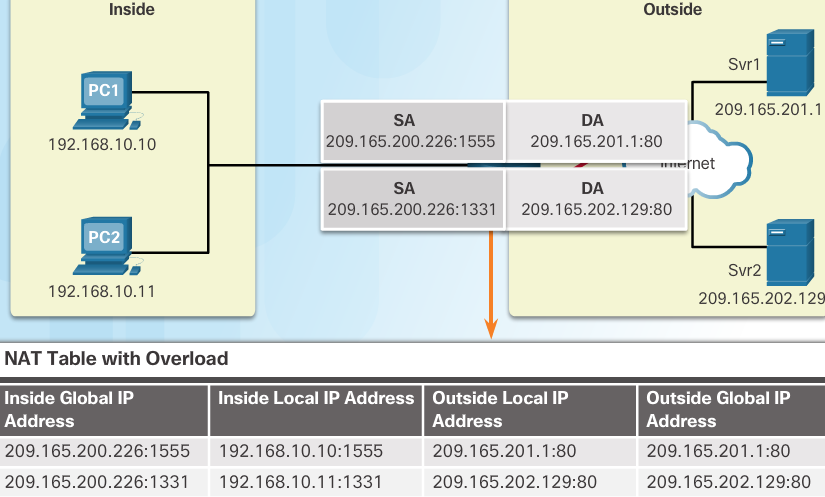 Inside
Outside
PC1
192.168.10.10
PC2
192.168.10.11
SA
209.165.200.226:1555
DA
209.165.201.1:80
SA
209.165.200.226:1331
DA
209.165.202.129:80
Internet
Svr1
209.165.201.1
Svr2
209.165.202.129
NAT Table with Overload
Inside Global IP
Address
Inside Local IP Address
Outside Local IP
Address
Outside Global IP
Address
209.165.200.226:1555 192.168.10.10:1555 209.165.201.1:80 209.165.201.1:80
209.165.200.226:1331 192.168.10.11:1331 209.165.202.129:80 209.165.202.129:80